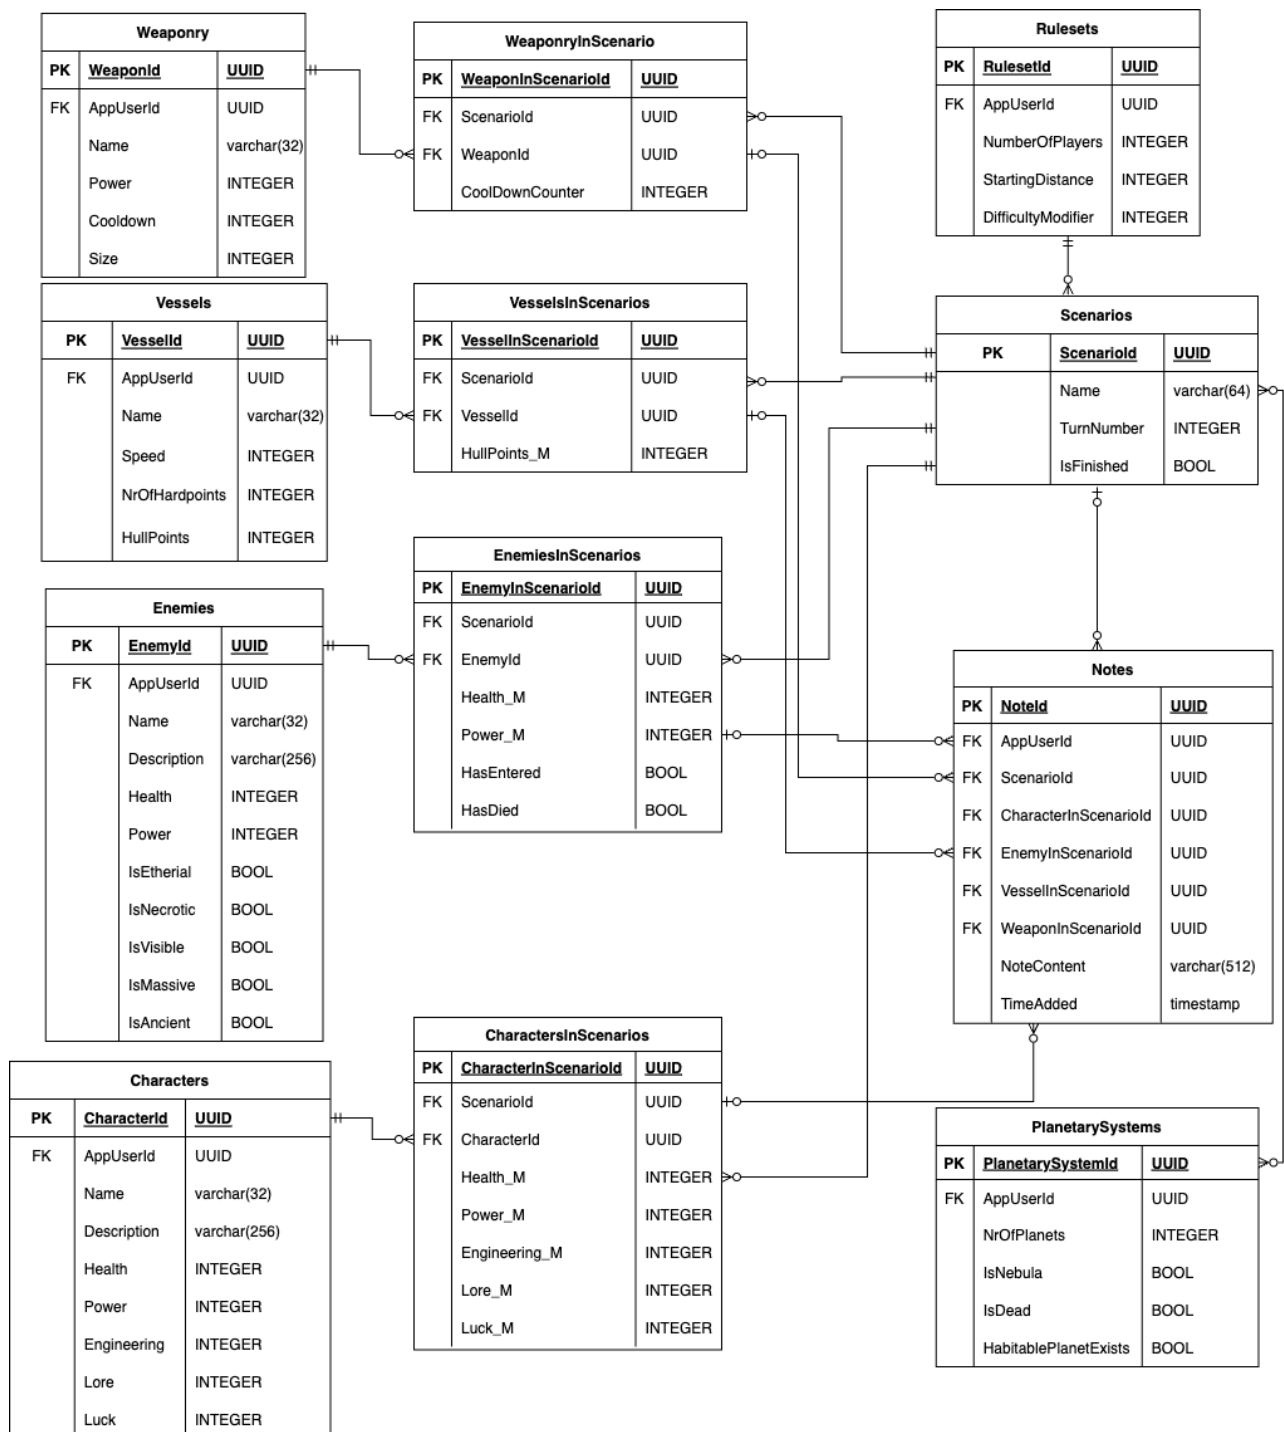 Weaponry
PK WeaponId UUID
FK AppUserId UUID
Name varchar(32)
Power INTEGER
Cooldown INTEGER
Size INTEGER
Vessels
PK VesselId UUID
FK AppUserId UUID
Name varchar(32)
Speed INTEGER
NrOfHardpoints INTEGER
HullPoints INTEGER
Enemies
PK EnemyId UUID
FK AppUserId UUID
Name varchar(32)
Description varchar(256)
Health INTEGER
Power INTEGER
IsEtherial BOOL
IsNecrotic BOOL
IsVisible BOOL
IsMassive BOOL
IsAncient BOOL
Characters
PK CharacterId UUID
FK AppUserId UUID
Name varchar(32)
Description varchar(256)
Health INTEGER
Power INTEGER
Engineering INTEGER
Lore INTEGER
Luck INTEGER
WeaponryInScenario
PK WeaponInScenarioId UUID
FK ScenarioId UUID
FK WeaponId UUID
CoolDownCounter INTEGER
VesselsInScenarios
PK VesselInScenarioId UUID
FK ScenarioId UUID
FK VesselId UUID
HullPoints_M INTEGER
EnemiesInScenarios
PK EnemyInScenarioId UUID
FK ScenarioId UUID
FK EnemyId UUID
Health_M INTEGER
Power_M INTEGER
HasEntered BOOL
HasDied BOOL
CharactersInScenarios
PK CharacterInScenarioId UUID
FK ScenarioId UUID
FK CharacterId UUID
Health_M INTEGER
Power_M INTEGER
Engineering_M INTEGER
Lore_M INTEGER
Luck_M INTEGER
Rulesets
PK RulesetId UUID
FK AppUserId UUID
NumberOfPlayers INTEGER
StartingDistance INTEGER
DifficultyModifier INTEGER
Scenarios
PK ScenarioId UUID
Name varchar(64)
TurnNumber INTEGER
IsFinished BOOL
Notes
PK NoteId UUID
FK AppUserId UUID
FK ScenarioId UUID
FK CharacterInScenarioId UUID
FK EnemyInScenarioId UUID
FK VesselInScenarioId UUID
FK WeaponInScenarioId UUID
NoteContent varchar(512)
TimeAdded timestamp
PlanetarySystems
PK PlanetarySystemId UUID
FK AppUserId UUID
NrOfPlanets INTEGER
IsNebula BOOL
IsDead BOOL
HabitablePlanetExists BOOL